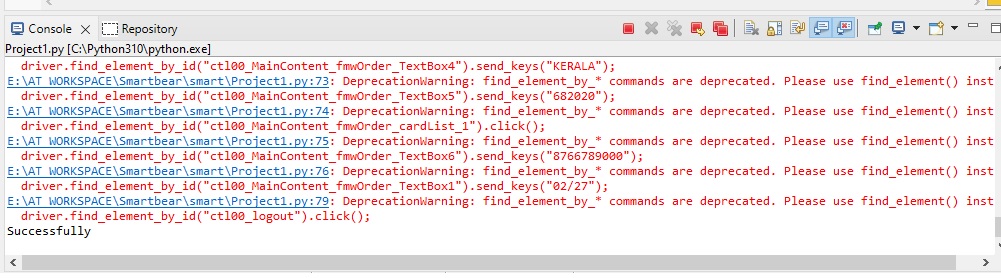 Console
Repository
Project1.py [C:\Python310\python.exe]
driver.find_element_by_id("ctl00_MainContent_fmwOrder_TextBox4").send_keys("KERALA");
E:\AT WORKSPACE\Smartbear\smart\Project1.py:73: DeprecationWarning: find_element_by_* commands are deprecated. Please use find_element() inst
driver.find_element_by_id("ctl00_MainContent_fmwOrder_TextBox5").send_keys("682020");
E:\AT WORKSPACE\Smartbear\smart\Project1.py:74: DeprecationWarning: find_element_by_* commands are deprecated. Please use find_element() inst
driver.find_element_by_id("ctl00_MainContent_fmwOrder_cardList_1").click();
E:\AT WORKSPACE\Smartbear\smart\Project1.py:75: DeprecationWarning: find_element_by_* commands are deprecated. Please use find_element() inst
driver.find_element_by_id("ctl00_MainContent_fmwOrder_TextBox6").send_keys("8766789000");
E:\AT WORKSPACE\Smartbear\smart\Project1.py:76: DeprecationWarning: find_element_by_* commands are deprecated. Please use find_element() inst
driver.find_element_by_id("ctl00_MainContent_fmwOrder_TextBox1").send_keys("02/27");
E:\AT WORKSPACE\Smartbear\smart\Project1.py:79: DeprecationWarning: find_element_by_* commands are deprecated. Please use find_element() inst
driver.find_element_by_id("ctl00_logout").click();
Successfully